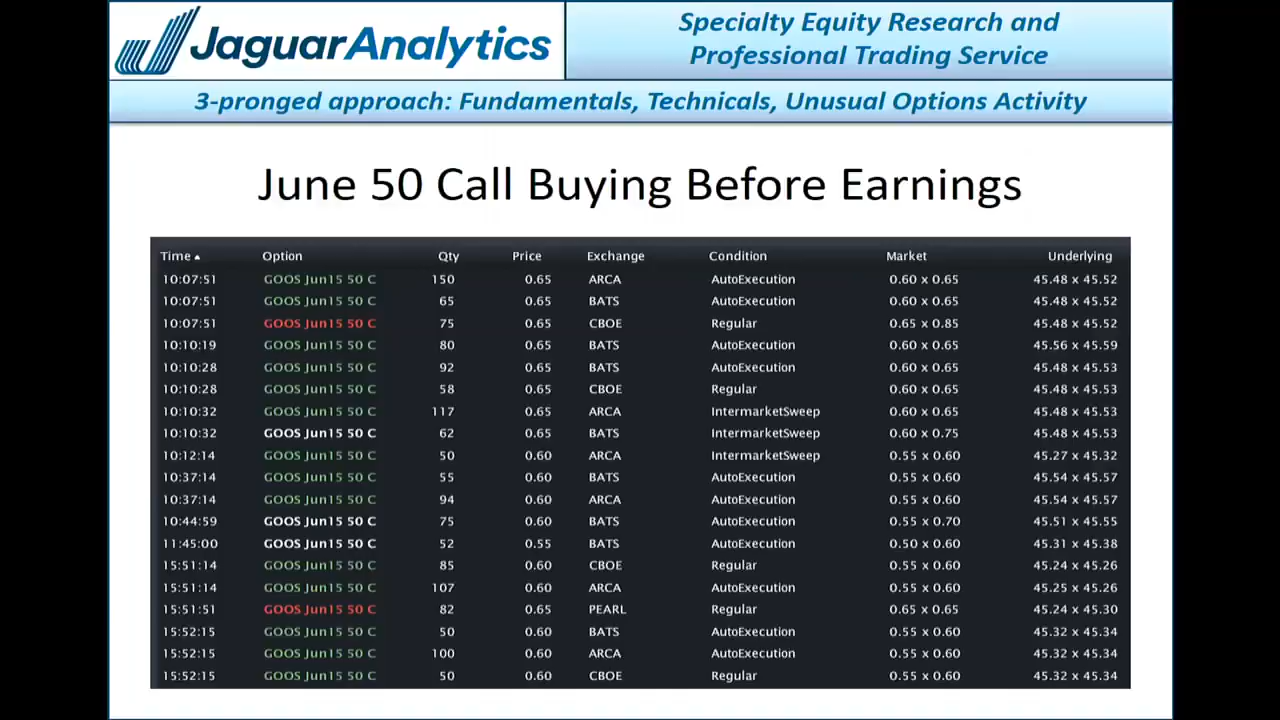 JaguarAnalytics
Specialty Equity Research and
Professional Trading Service
3-pronged approach: Fundamentals, Technicals, Unusual Options Activity
June 50 Call Buying Before Earnings
Time Option Qty Price Exchange Condition Market Underlying
10:07:51 GOOS Jun15 50 C 150 0.65 ARCA AutoExecution 0.60 x 0.65 45.48 x 45.52
10:07:51 GOOS Jun15 50 C 65 0.65 BATS AutoExecution 0.60 x 0.65 45.48 x 45.52
10:07:51 GOOS Jun15 50 C 75 0.65 CBOE Regular 0.65 x 0.85 45.48 x 45.52
10:10:19 GOOS Jun15 50 C 80 0.65 BATS AutoExecution 0.60 x 0.65 45.56 x 45.59
10:10:28 GOOS Jun15 50 C 92 0.65 BATS AutoExecution 0.60 x 0.65 45.48 x 45.53
10:10:28 GOOS Jun15 50 C 58 0.65 CBOE Regular 0.60 x 0.65 45.48 x 45.53
10:10:32 GOOS Jun15 50 C 117 0.65 ARCA IntermarketSweep 0.60 x 0.65 45.48 x 45.53
10:10:32 GOOS Jun15 50 C 62 0.65 BATS IntermarketSweep 0.60 x 0.75 45.48 x 45.53
10:12:14 GOOS Jun15 50 C 50 0.60 ARCA IntermarketSweep 0.55 x 0.60 45.27 x 45.32
10:37:14 GOOS Jun15 50 C 55 0.60 BATS AutoExecution 0.55 x 0.60 45.54 x 45.57
10:37:14 GOOS Jun15 50 C 94 0.60 ARCA AutoExecution 0.55 x 0.60 45.54 x 45.57
10:44:59 GOOS Jun15 50 C 75 0.60 BATS AutoExecution 0.55 x 0.70 45.51 x 45.55
11:45:00 GOOS Jun15 50 C 52 0.55 BATS AutoExecution 0.50 x 0.60 45.31 x 45.38
15:51:14 GOOS Jun15 50 C 85 0.60 CBOE Regular 0.55 x 0.60 45.24 x 45.26
15:51:14 GOOS Jun15 50 C 107 0.60 ARCA AutoExecution 0.55 x 0.60 45.25 x 45.26
15:51:51 GOOS Jun15 50 C 82 0.65 PEARL Regular 0.65 x 0.65 45.24 x 45.30
15:52:15 GOOS Jun15 50 C 50 0.60 BATS AutoExecution 0.55 x 0.60 45.32 x 45.34
15:52:15 GOOS Jun15 50 C 100 0.60 ARCA AutoExecution 0.55 x 0.60 45.32 x 45.34
15:52:15 GOOS Jun15 50 C 50 0.60 CBOE Regular 0.55 x 0.60 45.32 x 45.34